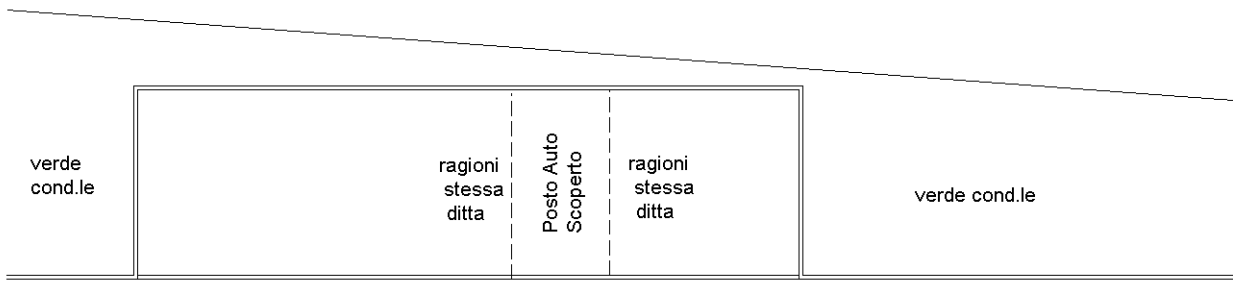 verde
cond.le
ragioni
stessa
ditta
Posto Auto
Scoperto
ragioni
stessa
ditta
verde cond.le